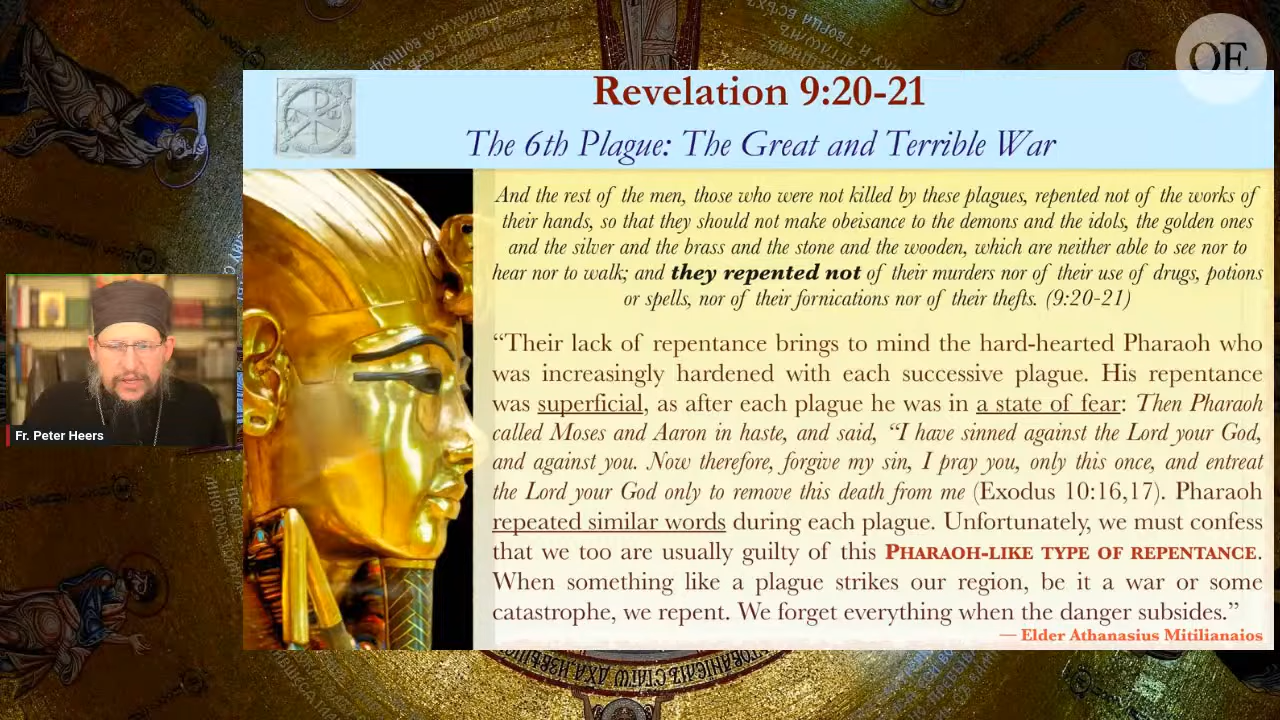 OE
Revelation 9:20-21
The 6th Plague: The Great and Terrible War
And the rest of the men, those who were not killed by these plagues, repented not of the works of
their hands, so that they should not make obeisance to the demons and the idols, the golden ones
and the silver and the brass and the stone and the wooden, which are neither able to see nor to
hear nor to walk; and they repented not of their murders nor of their use of drugs, potions
or spells, nor of their fornications nor of their thefts. (9:20-21)
“Their lack of repentance brings to mind the hard-hearted Pharaoh who
was increasingly hardened with each successive plague. His repentance
was superficial, as after each plague he was in a state of fear: Then Pharaoh
called Moses and Aaron in haste, and said, “I have sinned against the Lord your God,
and against you. Now therefore, forgive my sin, I pray you, only this once, and entreat
the Lord your God only to remove this death from me (Exodus 10:16,17). Pharaoh
repeated similar words during each plague. Unfortunately, we must confess
that we too are usually guilty of this PHARAOH-LIKE TYPE OF REPENTANCE.
When something like a plague strikes our region, be it a war or some
catastrophe, we repent. We forget everything when the danger subsides.”
— Elder Athanasius Mitilianaios
Fr. Peter Heers